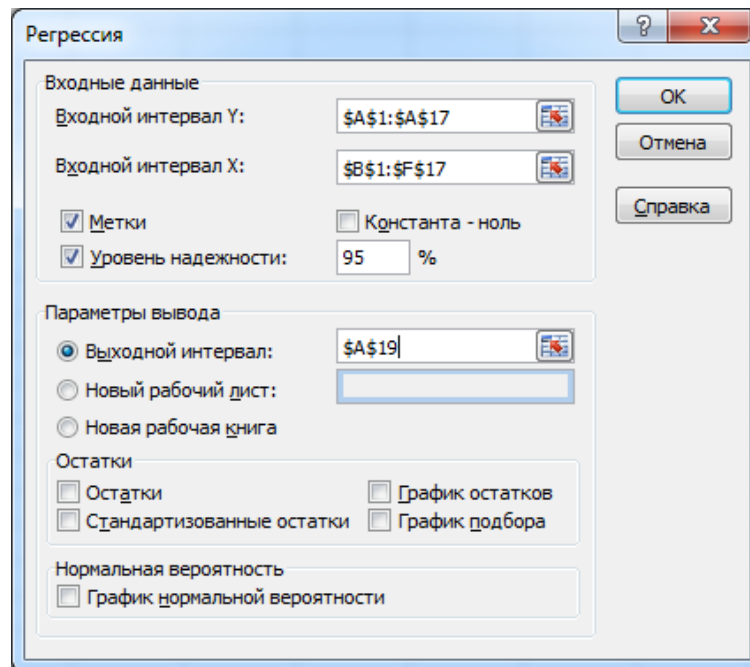 Регрессия
Входные данные
Входной интервал Y: $A$1:$A$17
Входной интервал X: $B$1:$F$17
Метки Константа - ноль
Уровень надежности: 95 %
OK
Отмена
Справка
Параметры вывода
Выходной интервал: $A$19
Новый рабочий лист:
Новая рабочая книга
Остатки
Остатки График остатков
Стандартизованные остатки График подбора
Нормальная вероятность
График нормальной вероятности